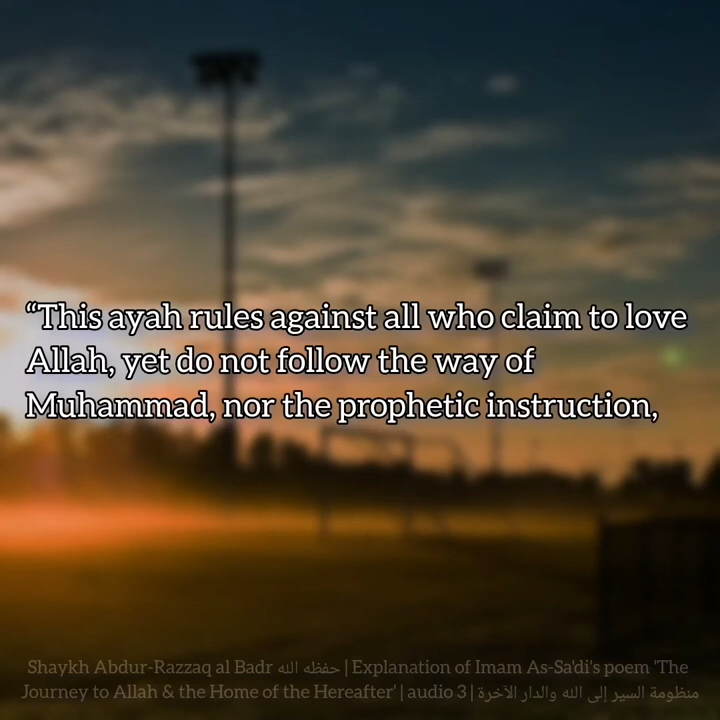 “This ayah rules against all who claim to love
Allah, yet do not follow the way of
Muhammad, nor the prophetic instruction,
Shaykh Abdur-Razzaq al Badr حفظه الله | Explanation of Imam As-Sa'di's poem 'The
Journey to Allah & the Home of the Hereafter' | audio 3 | منظومة السير إلى الله والدار الآخرة